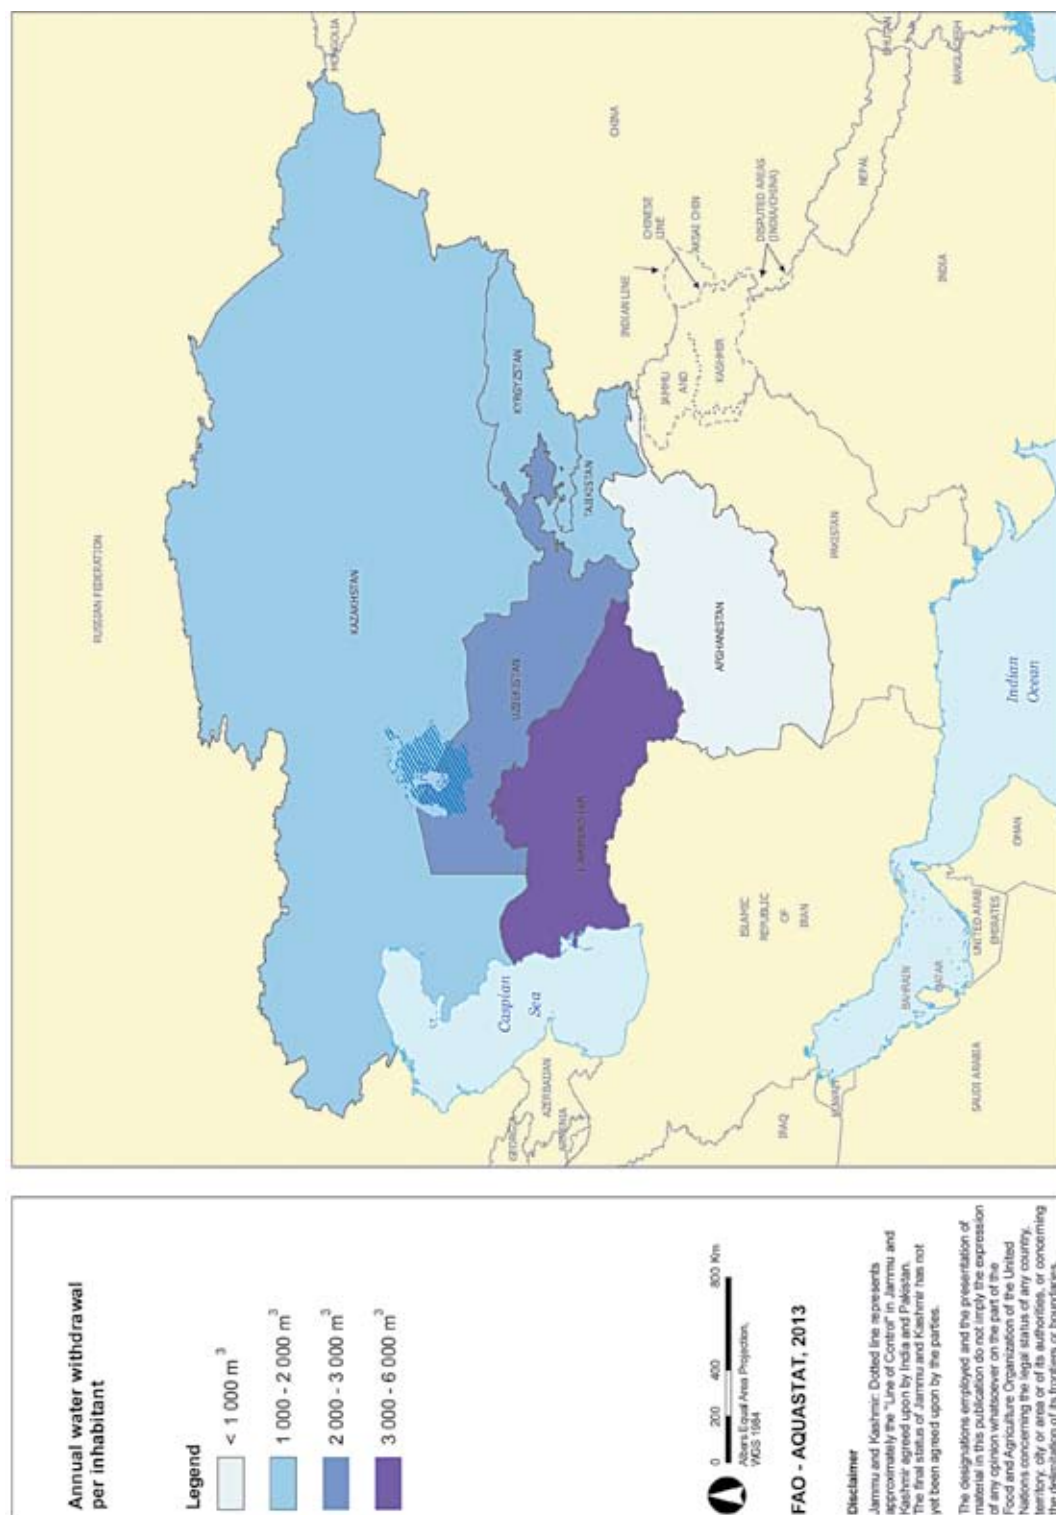 Annual water withdrawal
per inhabitant
Legend
< 1 000 m³
1 000 - 2 000 m³
2 000 - 3 000 m³
3 000 - 6 000 m³
0 200 400 800 Km
Albers Equal Area Projection,
WGS 1984
FAO - AQUASTAT, 2013
Disclaimer
Jammu and Kashmir: Dotted line represents
approximately the "Line of Control" in Jammu and
Kashmir agreed upon by India and Pakistan.
The final status of Jammu and Kashmir has not
yet been agreed upon by the parties.
The designations employed and the presentation of
material in this publication do not imply the expression
of any opinion whatsoever on the part of the
Food and Agriculture Organization of the United
Nations concerning the legal status of any country,
territory, city or area or of its authorities, or concerning
the delimitation of its frontiers or boundaries.
RUSSIAN FEDERATION
MONGOLIA
KAZAKHSTAN
UZBEKISTAN
KYRGYZSTAN
TAJIKISTAN
AFGHANISTAN
CHINA
Caspian
Sea
GEORGIA
AZERBAIJAN
ARMENIA
IRAQ
KUWAIT
SAUDI ARABIA
BAHRAIN
QATAR
UNITED ARAB
EMIRATES
OMAN
ISLAMIC
REPUBLIC
OF
IRAN
PAKISTAN
INDIAN LINE
CHINESE
LINE
AKSAI CHIN
JAMMU
AND
KASHMIR
DISPUTED AREAS
(INDIA/CHINA)
NEPAL
BHUTAN
BANGLADESH
INDIA
Indian
Ocean